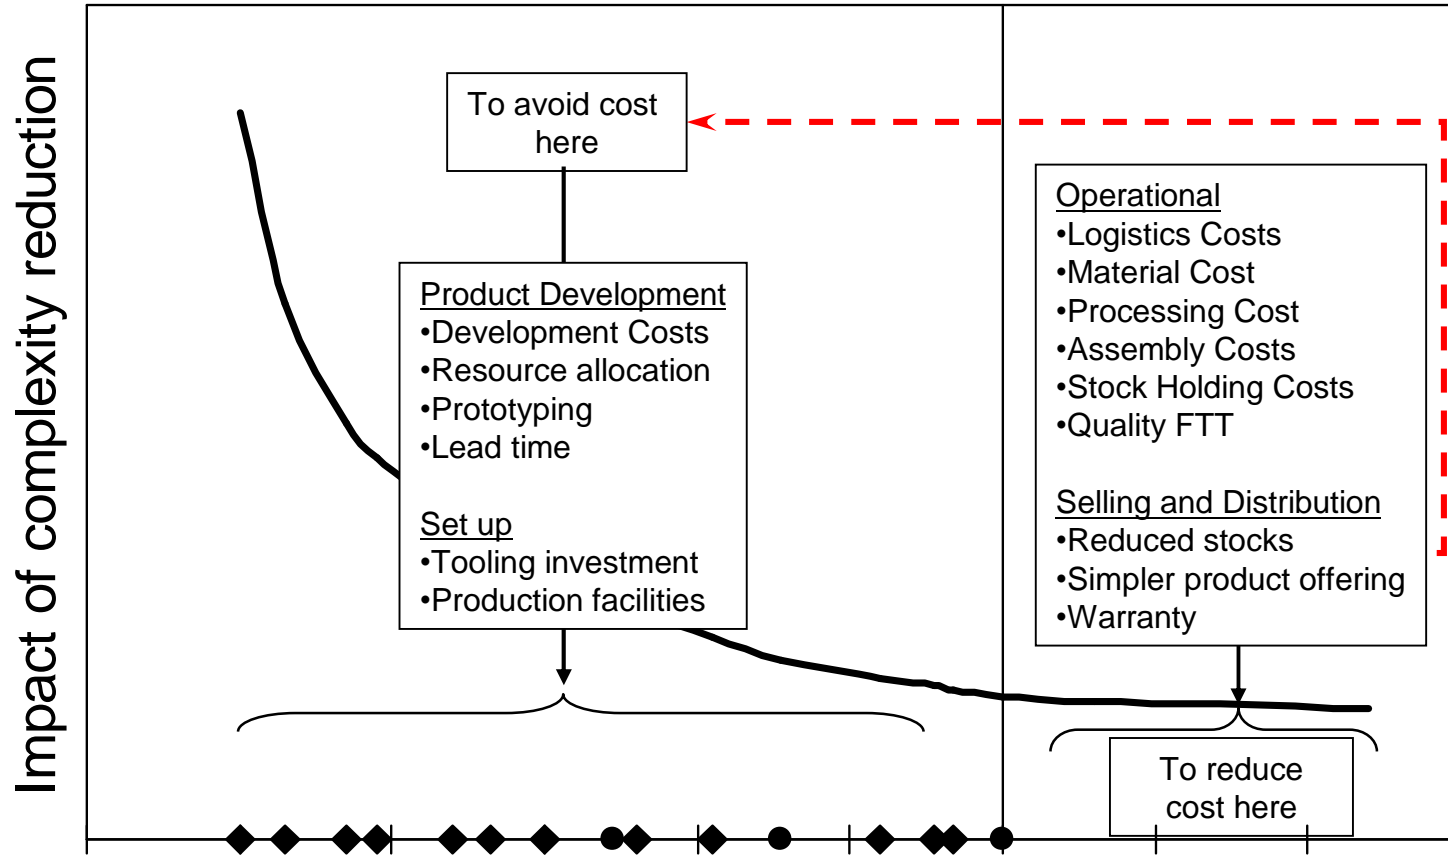 Impact of complexity reduction
To avoid cost
here
Product Development
•Development Costs
•Resource allocation
•Prototyping
•Lead time
Set up
•Tooling investment
•Production facilities
Operational
•Logistics Costs
•Material Cost
•Processing Cost
•Assembly Costs
•Stock Holding Costs
•Quality FTT
Selling and Distribution
•Reduced stocks
•Simpler product offering
•Warranty
To reduce
cost here